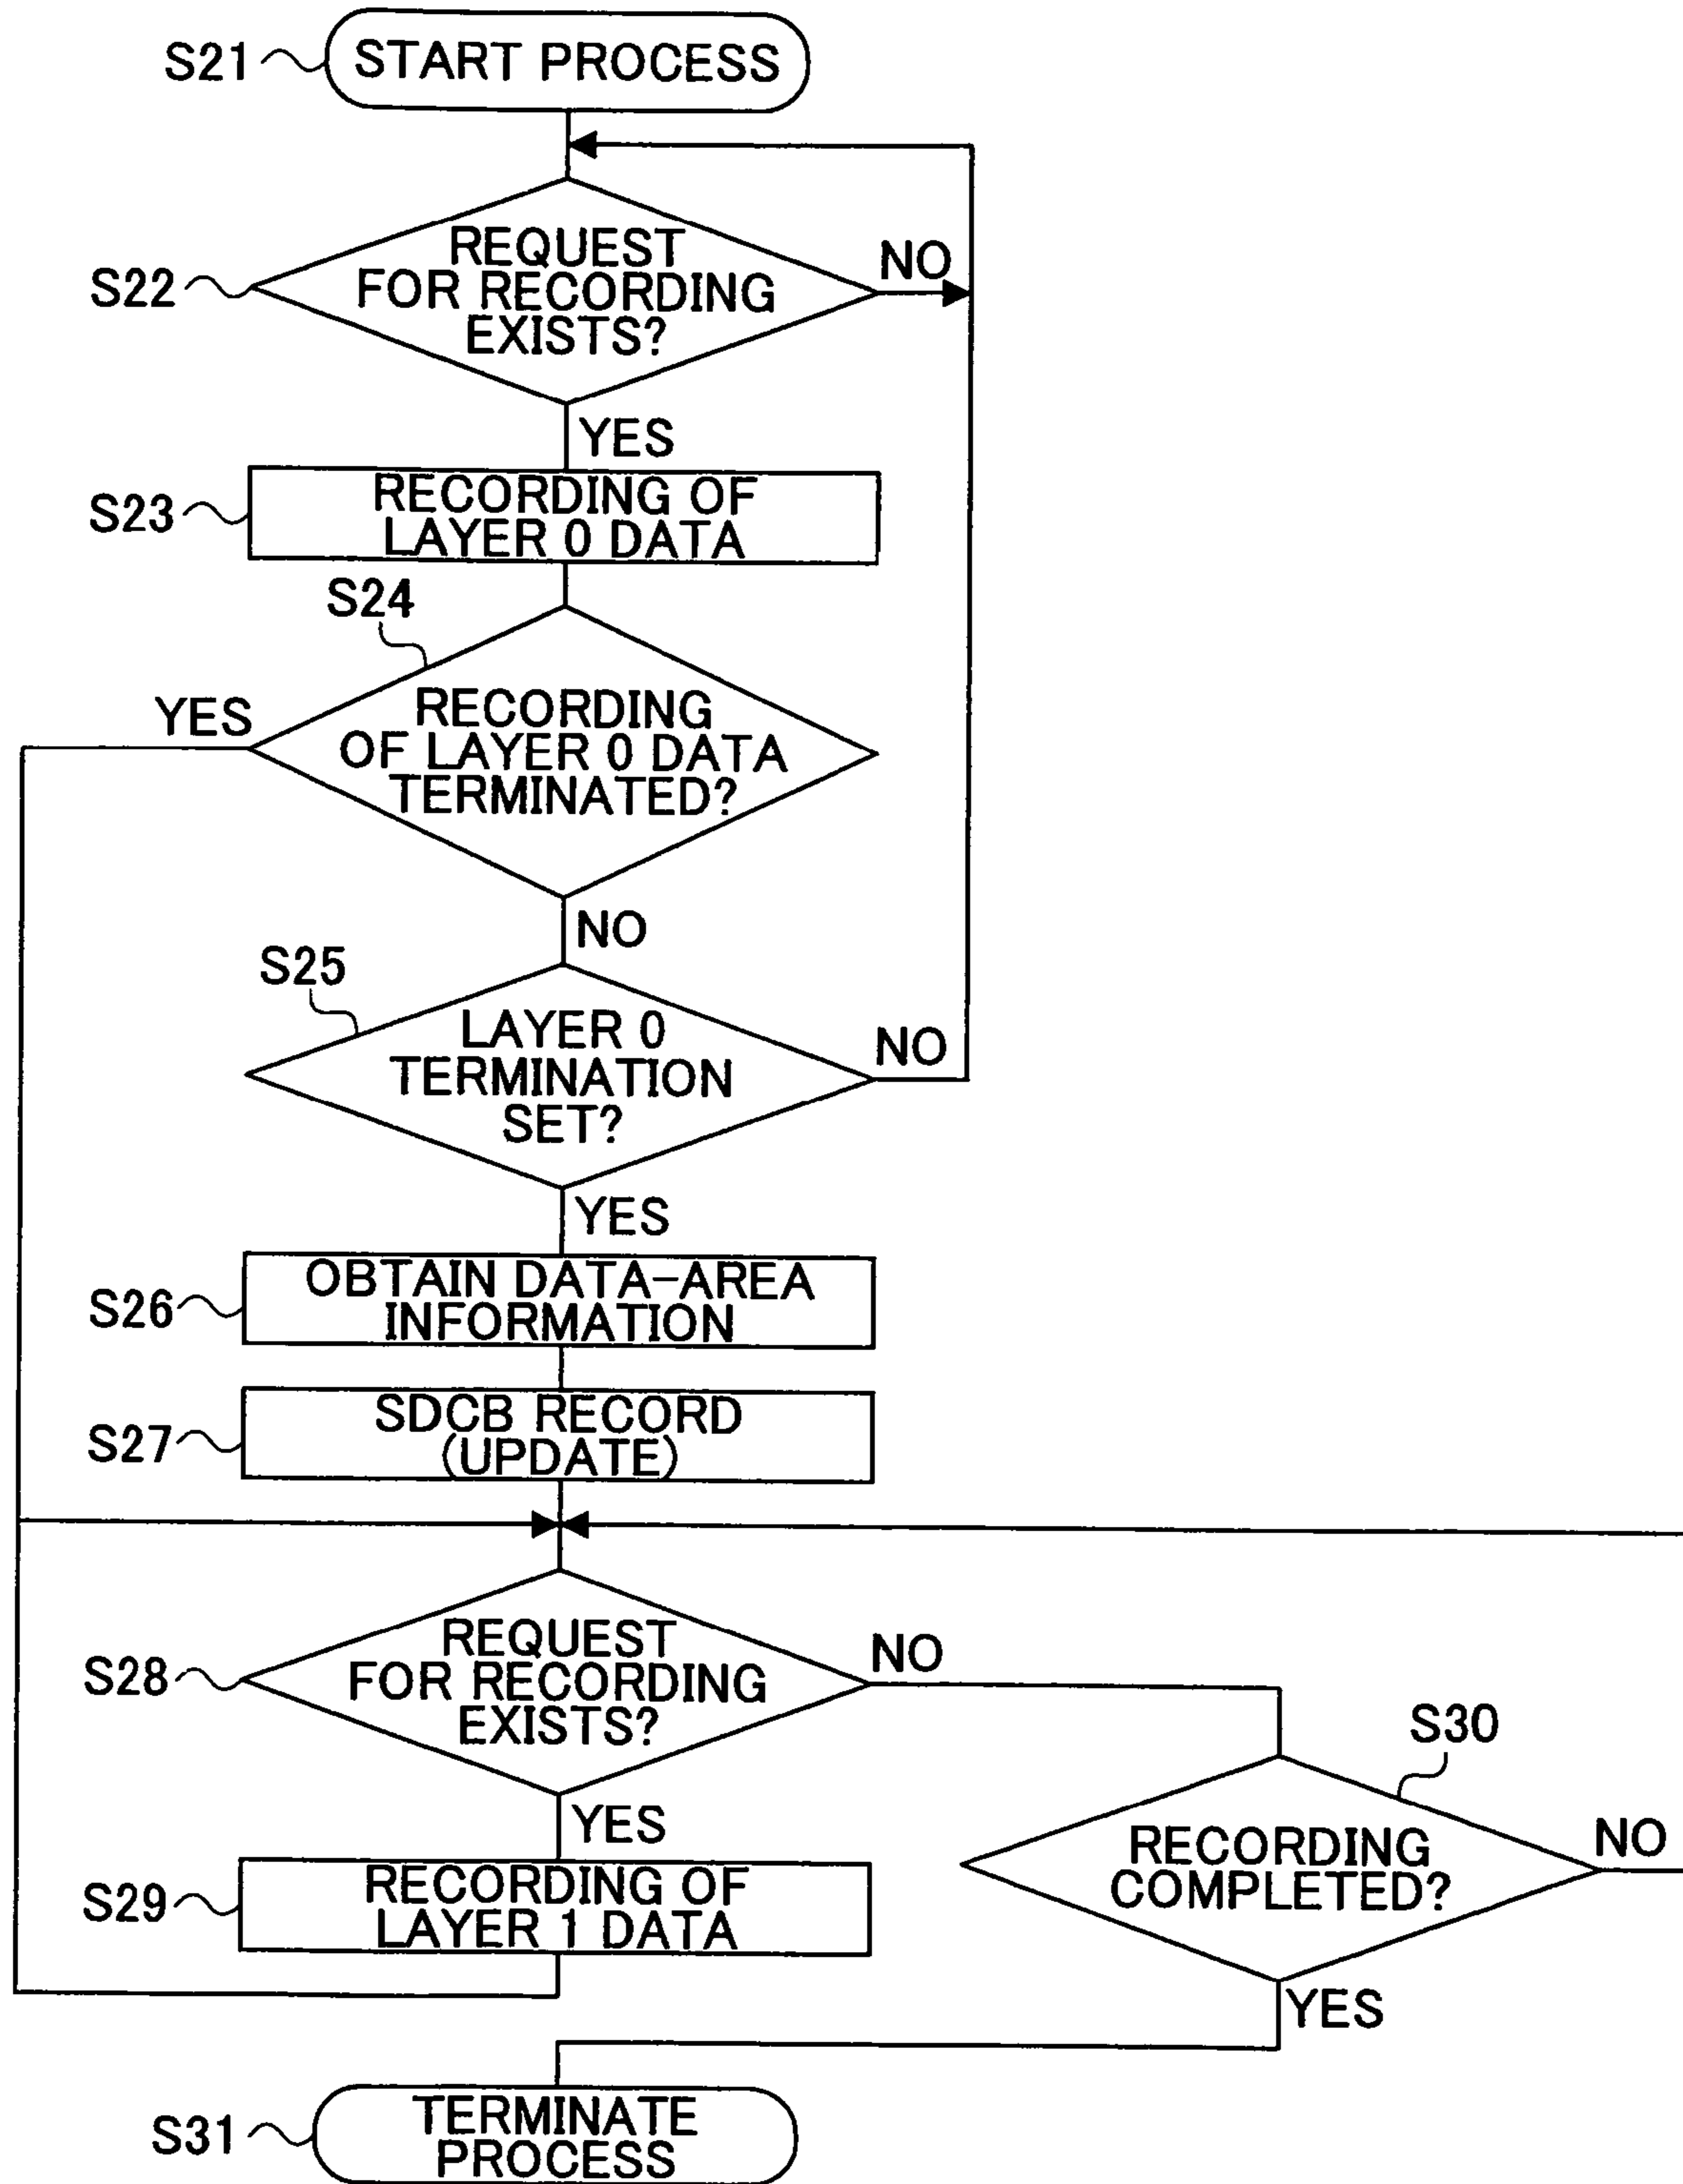 S21
START PROCESS
S22
REQUEST
FOR RECORDING
EXISTS?
NO
YES
S23
RECORDING OF
LAYER 0 DATA
S24
YES
RECORDING
OF LAYER 0 DATA
TERMINATED?
NO
S25
LAYER 0
TERMINATION
SET?
NO
YES
S26
OBTAIN DATA-AREA
INFORMATION
S27
SDCB RECORD
(UPDATE)
S28
REQUEST
FOR RECORDING
EXISTS?
NO
YES
S29
RECORDING OF
LAYER 1 DATA
S30
RECORDING
COMPLETED?
NO
YES
S31
TERMINATE
PROCESS